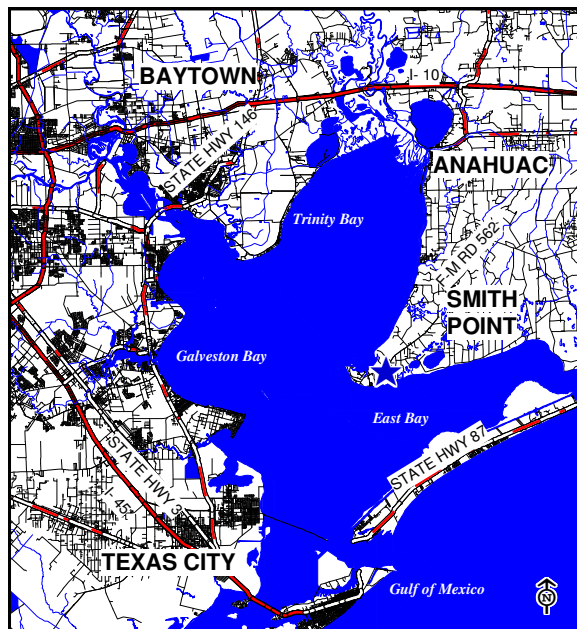 BAYTOWN
I- 10
STATE HWY 146
ANAHUAC
Trinity Bay
F-M RD 562
SMITH
POINT
Galveston Bay
East Bay
STATE HWY 87
STATE HWY 3
I- 45
TEXAS CITY
Gulf of Mexico
N